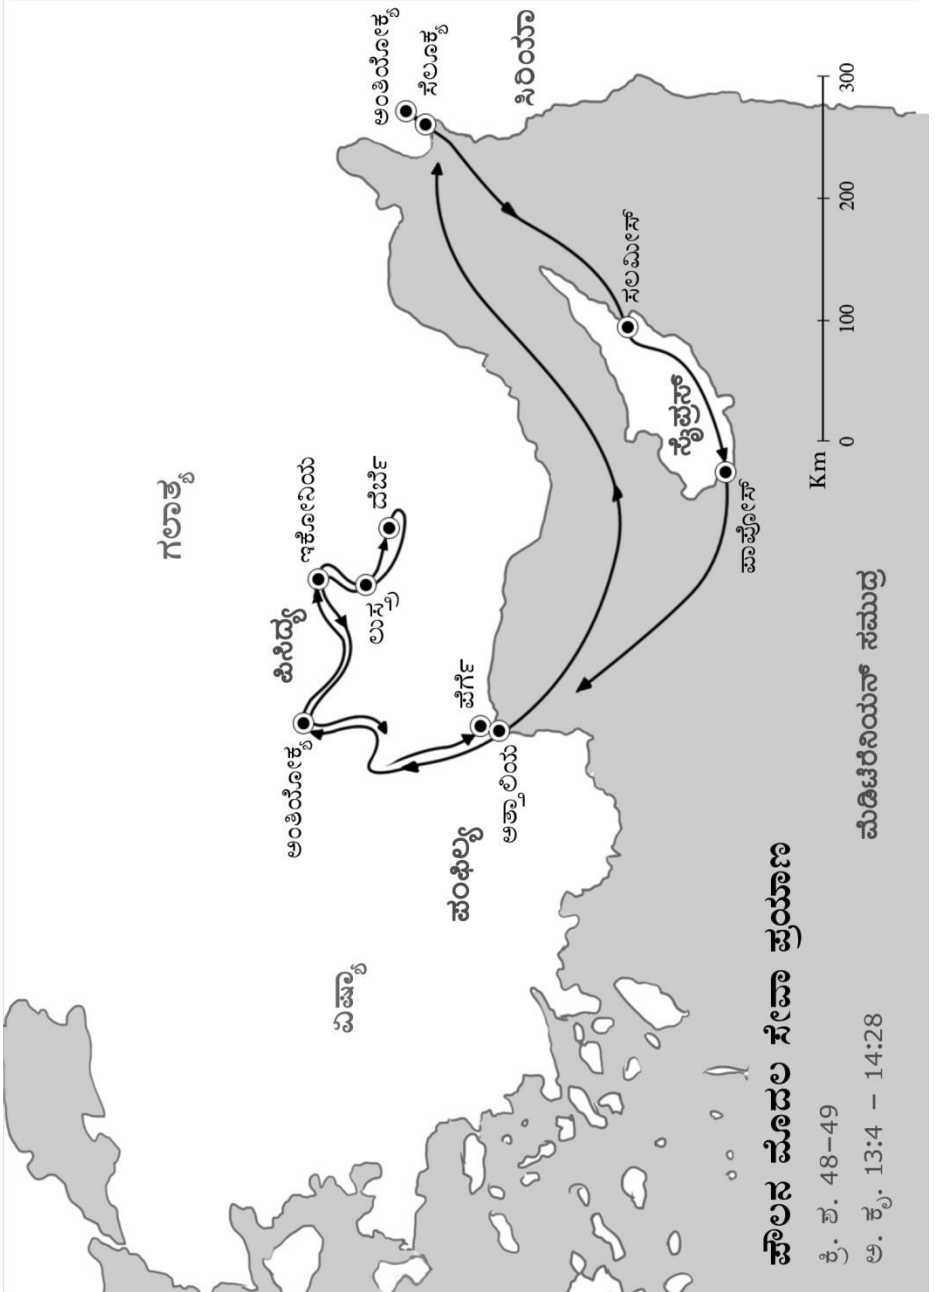 ಗಲಾತ್ಯ
ಅಂತಿಯೋಕ್ಯ
ಸೆಲೂಕ್ಯ
ಸಿರಿಯಾ
ಇಕೋನಿಯ
ಪಿಸಿದ್ಯ
ದೆರ್ಬೆ
ಲುಸ್ತ್ರ
ಅಂತಿಯೋಕ್ಯ
ಏಷ್ಯಾ
ಪಂಫಿಲ್ಯ
ಪೆರ್ಗೆ
ಅತ್ತಾಲಿಯ
ಸಲಮೀಸ್
ಸೈಪ್ರಸ್
ಪಾಫೋಸ್
ಪೌಲನ ಮೊದಲ ಸೇವಾ ಪ್ರಯಾಣ
ಕ್ರಿ. ಶ. 48–49
ಅ. ಕೃ. 13:4 – 14:28
ಮೆಡಿಟೆರೆನಿಯನ್ ಸಮುದ್ರ
Km 0 100 200 300